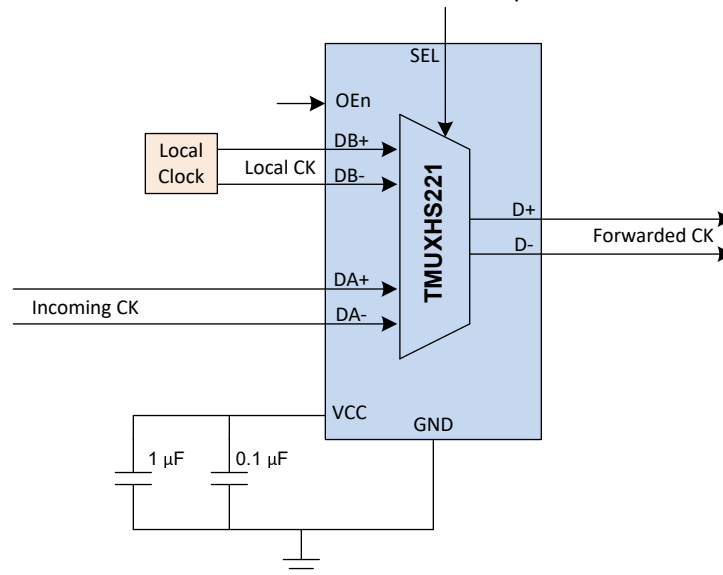 SEL
OEn
DB+
Local Clock
Local CK
DB-
TMUXHS221
D+
Forwarded CK
D-
DA+
Incoming CK
DA-
VCC
GND
1 μF
0.1 μF